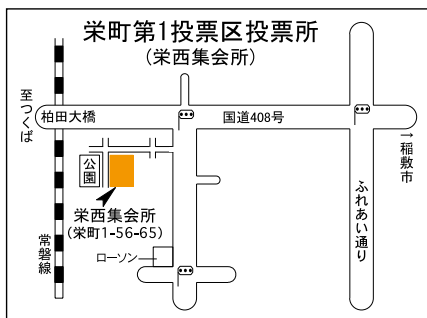 栄町第1投票区投票所
(栄西集会所)
至つくば
柏田大橋
国道408号
→稲敷市
公園
栄西集会所
(栄町1-56-65)
ふれあい通り
ローソン
常磐線